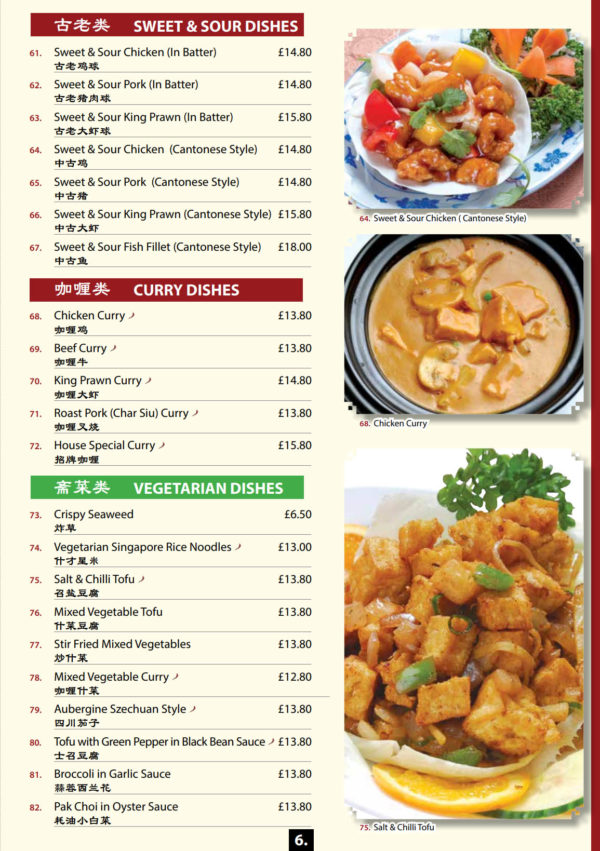 古老类 SWEET & SOUR DISHES
61. Sweet & Sour Chicken (In Batter) £14.80
古老鸡球
62. Sweet & Sour Pork (In Batter) £14.80
古老猪肉球
63. Sweet & Sour King Prawn (In Batter) £15.80
古老大虾球
64. Sweet & Sour Chicken (Cantonese Style) £14.80
中古鸡
65. Sweet & Sour Pork (Cantonese Style) £14.80
中古猪
66. Sweet & Sour King Prawn (Cantonese Style) £15.80
中古大虾
67. Sweet & Sour Fish Fillet (Cantonese Style) £18.00
中古鱼
咖喱类 CURRY DISHES
68. Chicken Curry £13.80
咖喱鸡
69. Beef Curry £13.80
咖喱牛
70. King Prawn Curry £14.80
咖喱大虾
71. Roast Pork (Char Siu) Curry £13.80
咖喱叉烧
72. House Special Curry £15.80
招牌咖喱
斋菜类 VEGETARIAN DISHES
73. Crispy Seaweed £6.50
炸草
74. Vegetarian Singapore Rice Noodles £13.00
什才星米
75. Salt & Chilli Tofu £13.80
召盐豆腐
76. Mixed Vegetable Tofu £13.80
什菜豆腐
77. Stir Fried Mixed Vegetables £13.80
炒什菜
78. Mixed Vegetable Curry £12.80
咖喱什菜
79. Aubergine Szechuan Style £13.80
四川茄子
80. Tofu with Green Pepper in Black Bean Sauce £13.80
士召豆腐
81. Broccoli in Garlic Sauce £13.80
蒜蓉西兰花
82. Pak Choi in Oyster Sauce £13.80
耗油小白菜
64. Sweet & Sour Chicken ( Cantonese Style)
68. Chicken Curry
75. Salt & Chilli Tofu
6.